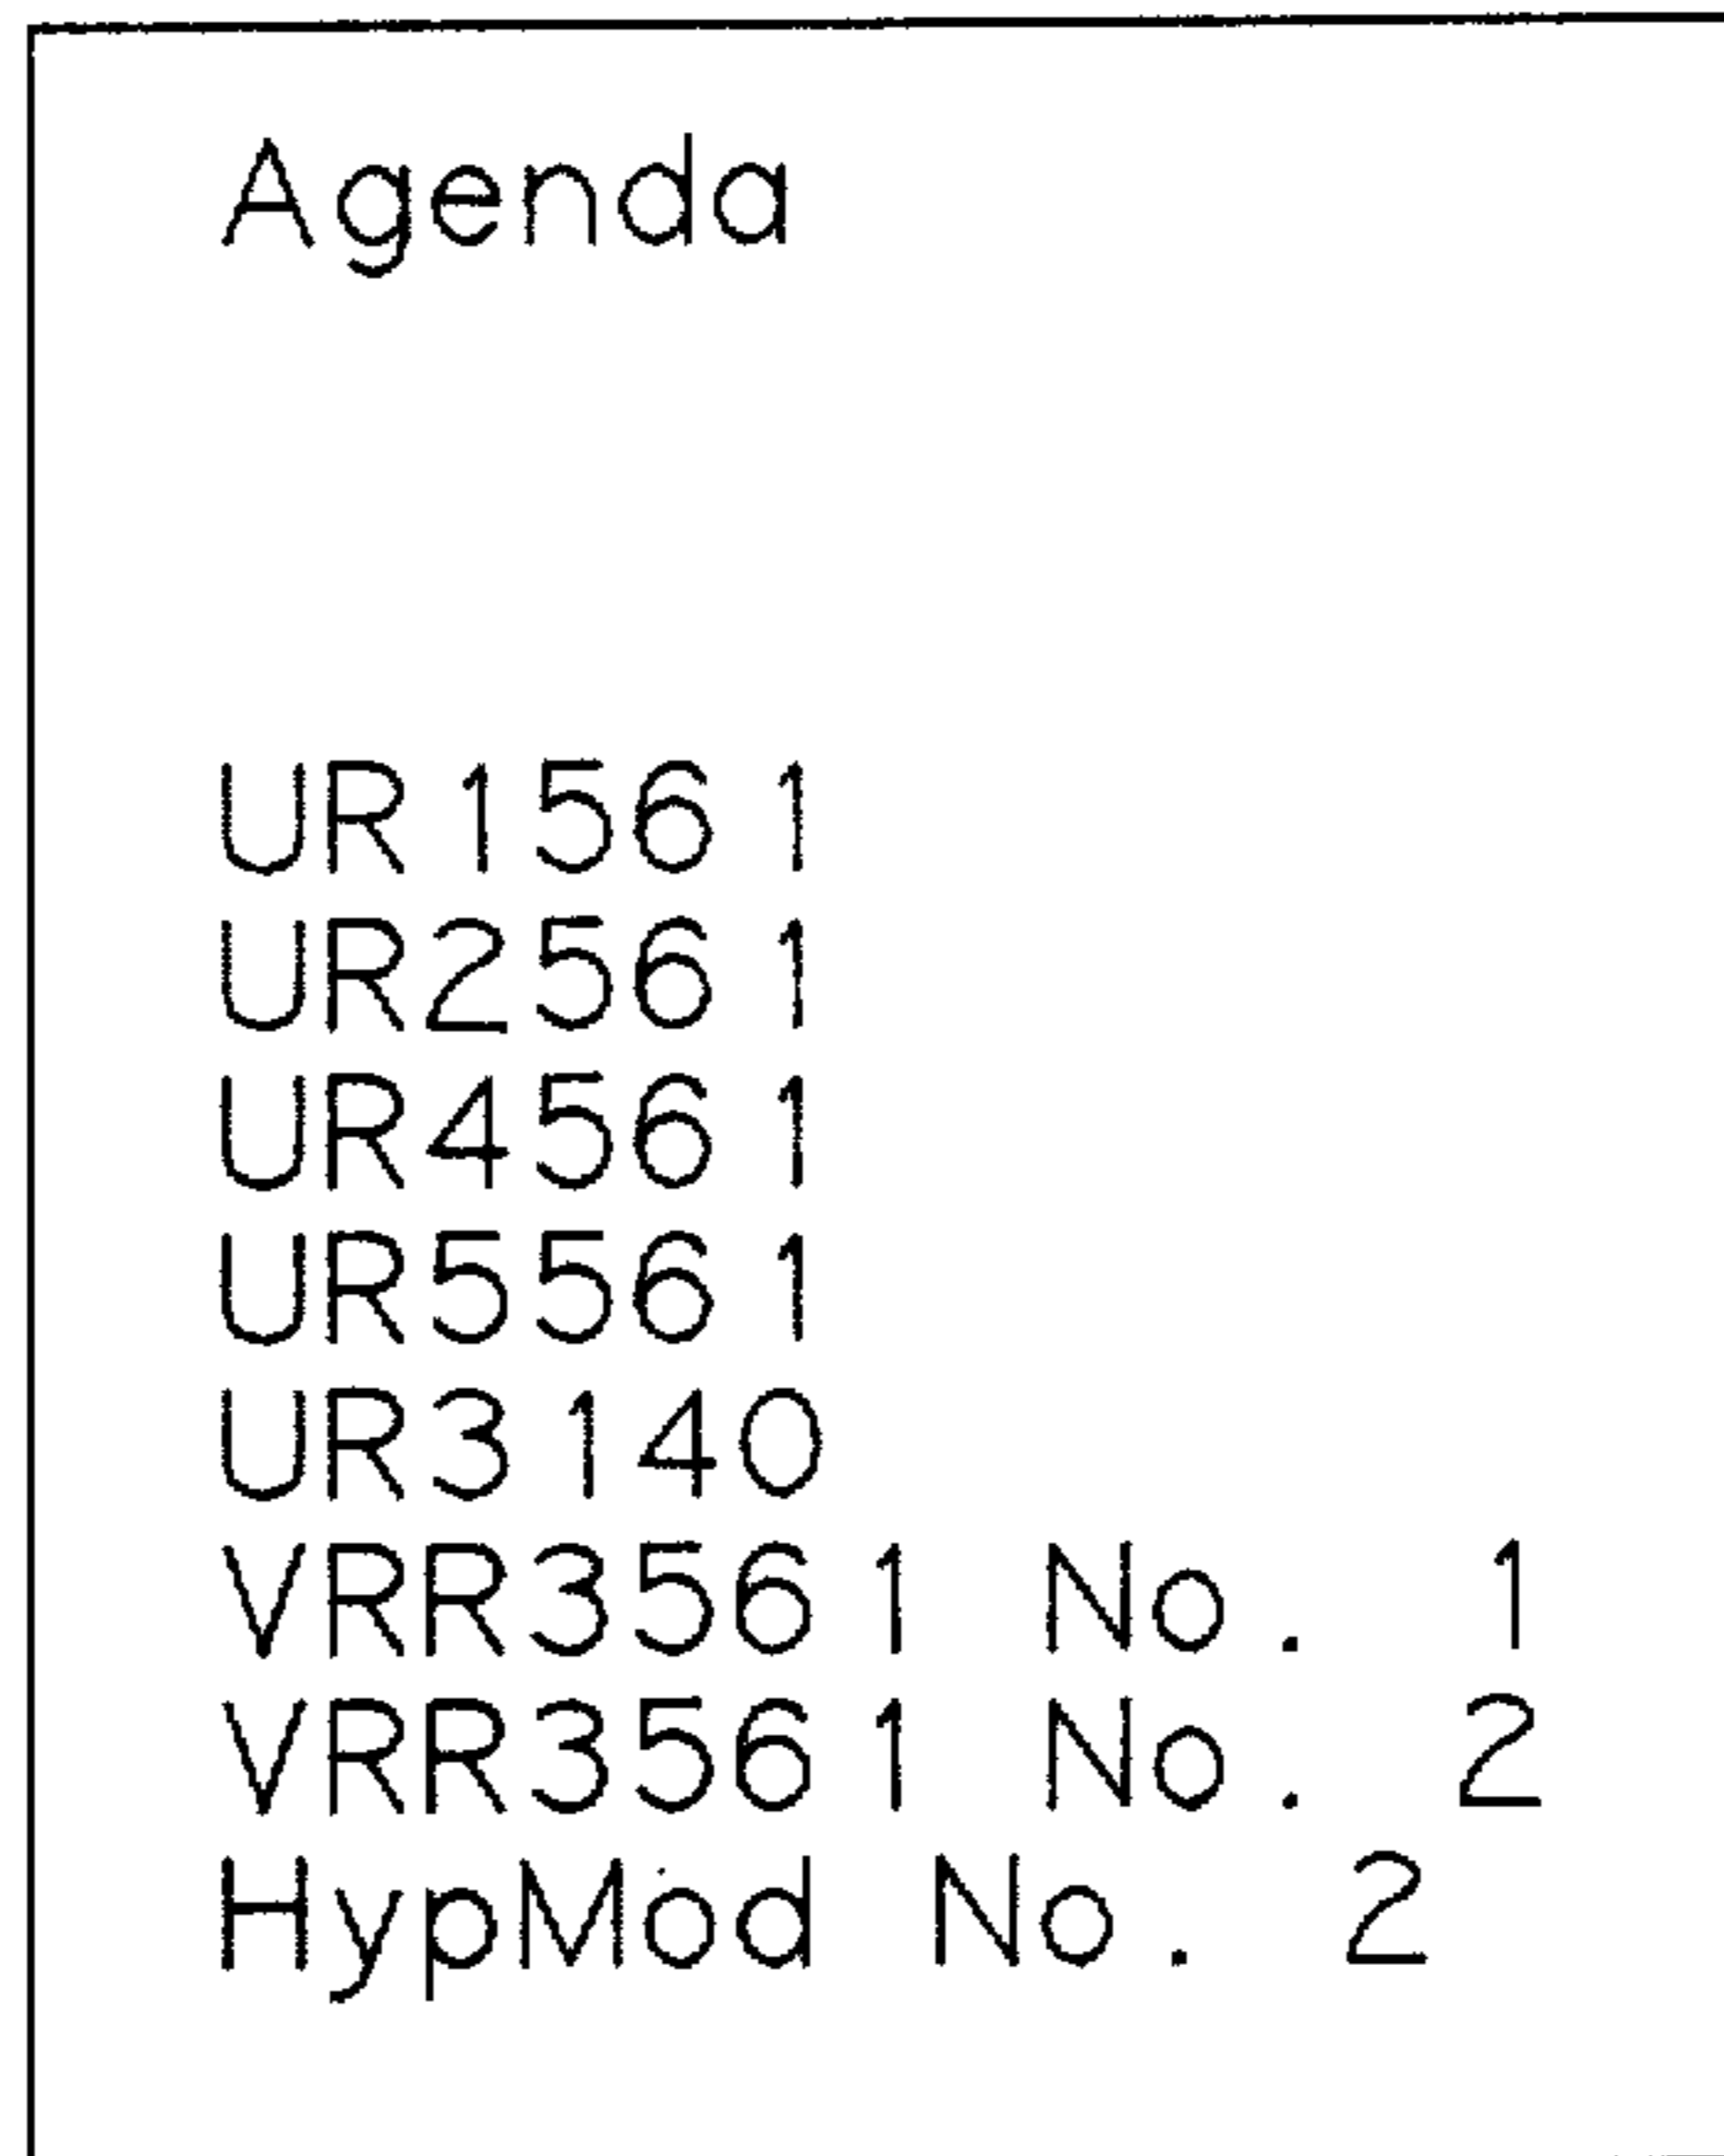 Agenda
UR1561
UR2561
UR4561
UR5561
UR3140
VRR3561 No. 1
VRR3561 No. 2
HypMod No. 2